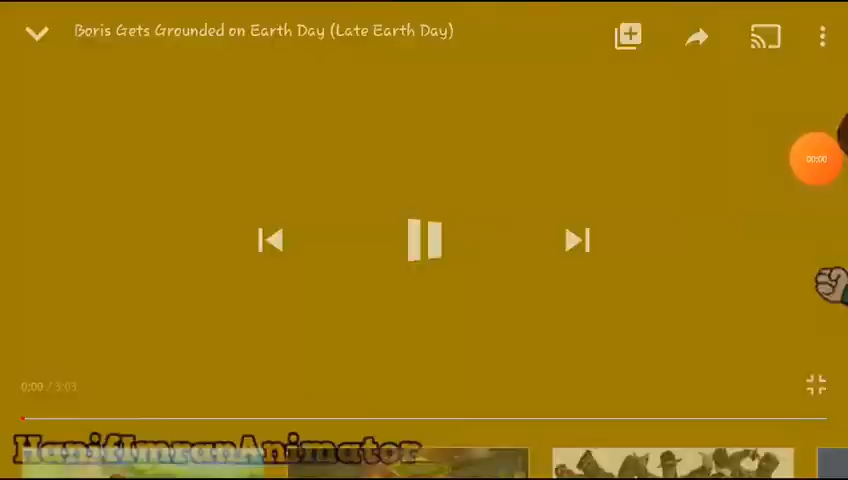 Boris Gets Grounded on Earth Day (Late Earth Day)
00:00
0:00 / 3:03
HanifImranAnimator